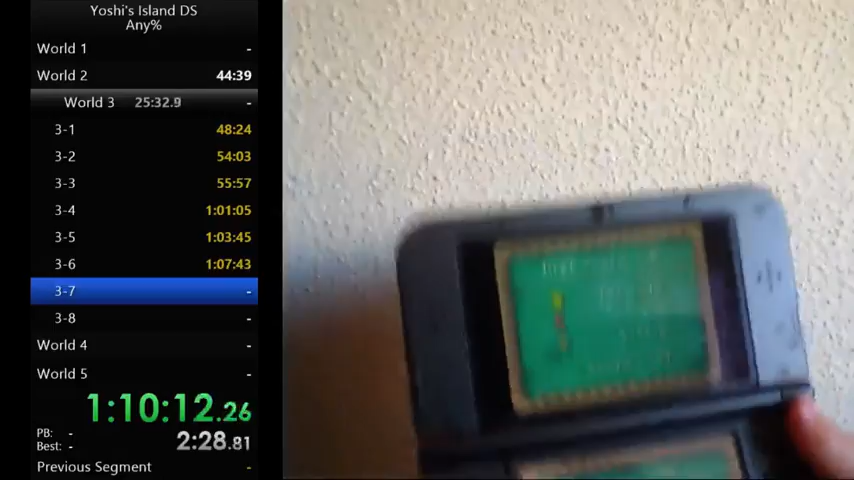 Yoshi's Island DS
Any%
World 1 -
World 2 44:39
World 3 25:32.9 -
3-1 48:24
3-2 54:03
3-3 55:57
3-4 1:01:05
3-5 1:03:45
3-6 1:07:43
3-7 -
3-8 -
World 4 -
World 5 -
1:10:12.26
PB: -
Best: - 2:28.81
Previous Segment -